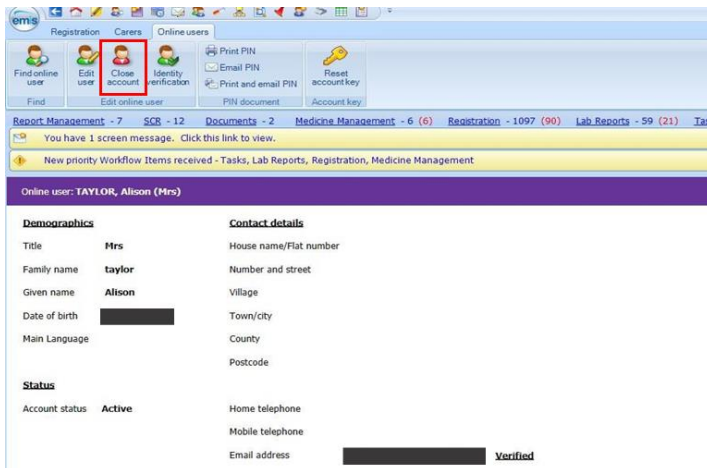 emis
Registration Carers Online users
Find online user
Edit user
Close account
Identity verification
Print PIN
Email PIN
Print and email PIN
Reset account key
Find Edit online user PIN document Account key
Report Management - 7 SCR - 12 Documents - 2 Medicine Management - 6 (6) Registration - 1097 (90) Lab Reports - 59 (21) Tas
You have 1 screen message. Click this link to view.
New priority Workflow Items received - Tasks, Lab Reports, Registration, Medicine Management
Online user: TAYLOR, Alison (Mrs)
Demographics Contact details
Title Mrs House name/Flat number
Family name taylor Number and street
Given name Alison Village
Date of birth Town/city
Main Language County
Postcode
Status
Account status Active Home telephone
Mobile telephone
Email address Verified